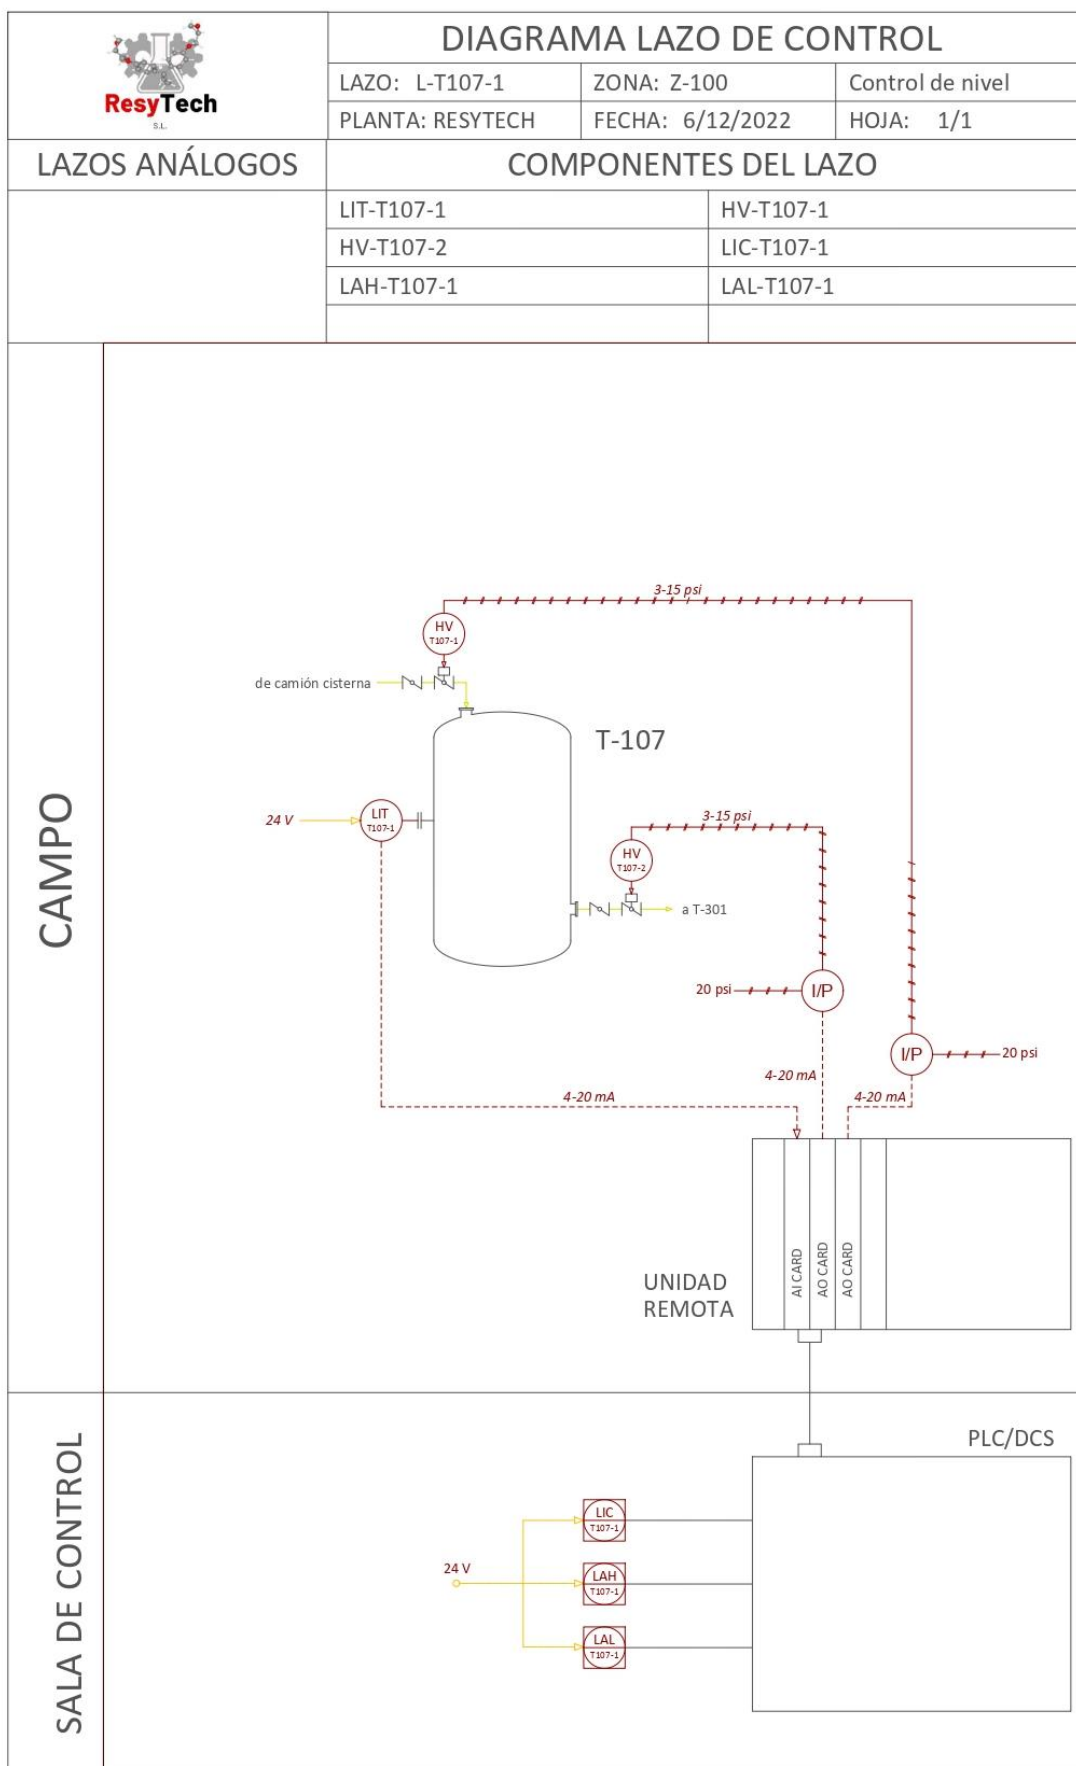 DIAGRAMA LAZO DE CONTROL
ResyTech
S.L.
LAZO: L-T107-1
ZONA: Z-100
Control de nivel
PLANTA: RESYTECH
FECHA: 6/12/2022
HOJA: 1/1
LAZOS ANÁLOGOS
COMPONENTES DEL LAZO
LIT-T107-1
HV-T107-1
HV-T107-2
LIC-T107-1
LAH-T107-1
LAL-T107-1
CAMPO
3-15 psi
HV
T107-1
de camión cisterna
T-107
24 V
LIT
T107-1
3-15 psi
HV
T107-2
a T-301
20 psi
I/P
I/P
20 psi
4-20 mA
4-20 mA
4-20 mA
UNIDAD
REMOTA
AI CARD
AO CARD
AO CARD
SALA DE CONTROL
PLC/DCS
24 V
LIC
T107-1
LAH
T107-1
LAL
T107-1